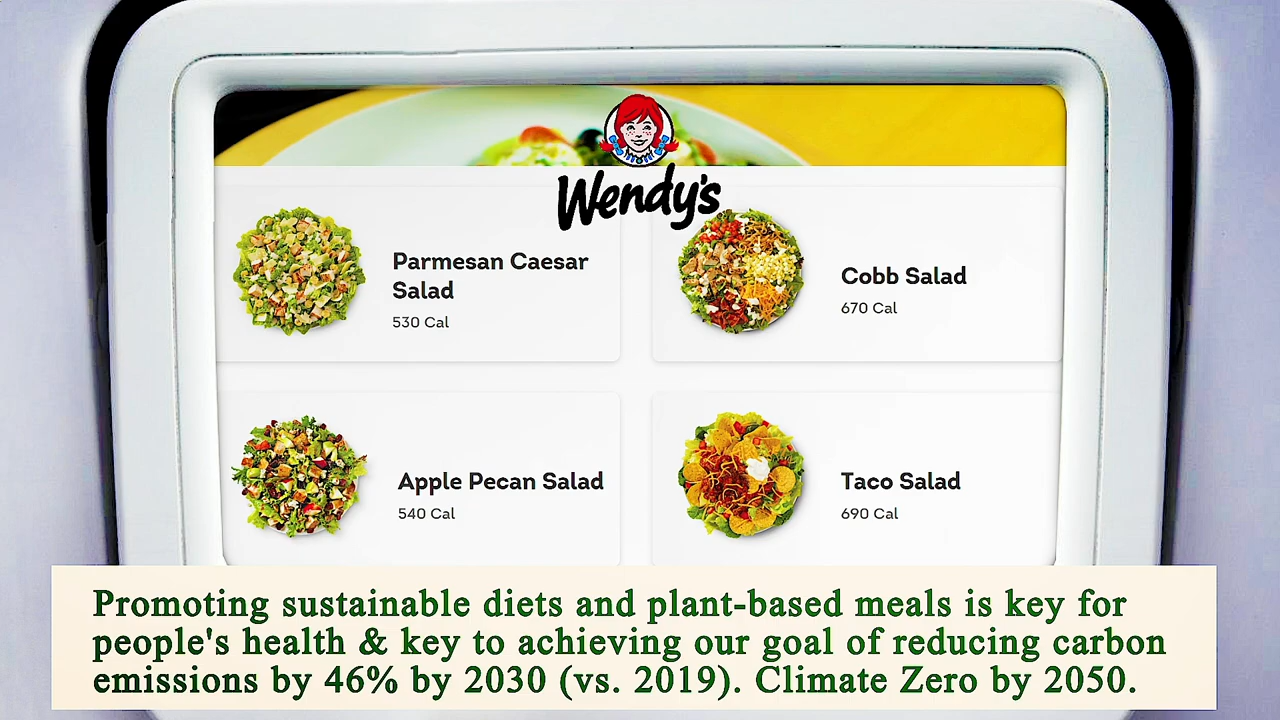 Wendy's
Parmesan Caesar
Salad
530 Cal
Cobb Salad
670 Cal
Apple Pecan Salad
540 Cal
Taco Salad
690 Cal
Promoting sustainable diets and plant-based meals is key for
people's health & key to achieving our goal of reducing carbon
emissions by 46% by 2030 (vs. 2019). Climate Zero by 2050.